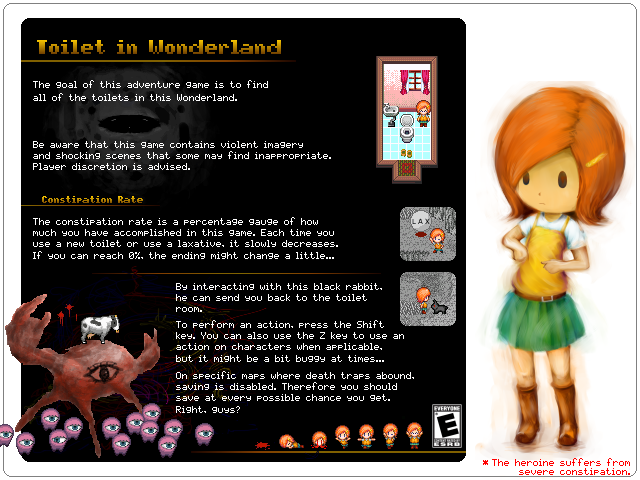 Toilet in Wonderland
The goal of this adventure game is to find
all of the toilets in this Wonderland.
Be aware that this game contains violent imagery
and shocking scenes that some may find inappropriate.
Player discretion is advised.
Constipation Rate
The constipation rate is a percentage gauge of how
much you have accomplished in this game. Each time you
use a new toilet or use a laxative, it slowly decreases.
If you can reach 0%, the ending might change a little...
LAX
By interacting with this black rabbit,
he can send you back to the toilet
room.
To perform an action, press the Shift
key. You can also use the Z key to use an
action on characters when applicable,
but it might be a bit buggy at times...
On specific maps where death traps abound,
saving is disabled. Therefore you should
save at every possible chance you get.
Right, guys?
EVERYONE
E
ESRB
* The heroine suffers from
severe constipation.